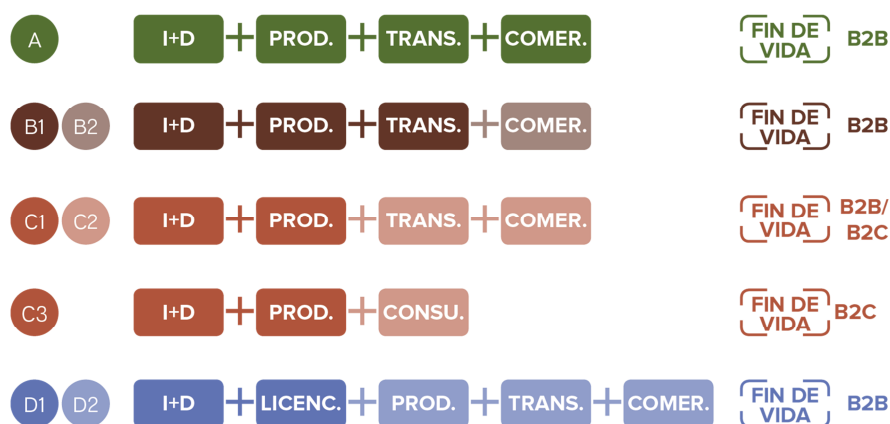 A I+D + PROD. + TRANS. + COMER. FIN DE VIDA B2B
B1 B2 I+D + PROD. + TRANS. + COMER. FIN DE VIDA B2B
C1 C2 I+D + PROD. + TRANS. + COMER. FIN DE VIDA B2B/ B2C
C3 I+D + PROD. + CONSU. FIN DE VIDA B2C
D1 D2 I+D + LICENC. + PROD. + TRANS. + COMER. FIN DE VIDA B2B